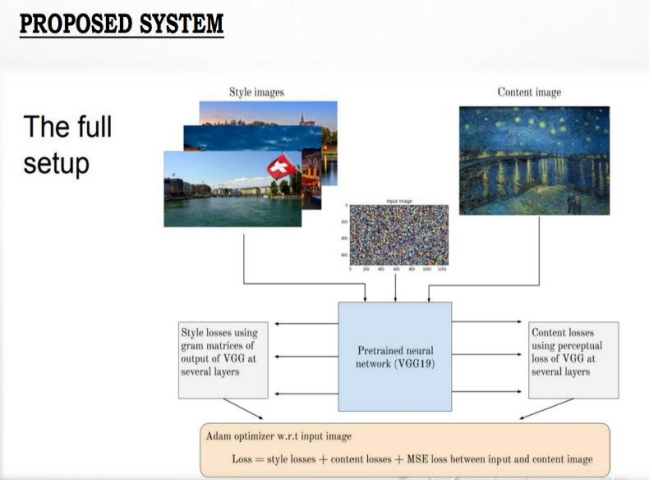 PROPOSED SYSTEM
The full
setup
Style images
Content image
Input image
Style losses using
gram matrices of
output of VGG at
several layers
Pretrained neural
network (VGG19)
Content losses
using perceptual
loss of VGG at
several layers
Adam optimizer w.r.t input image
Loss = style losses + content losses + MSE loss between input and content image